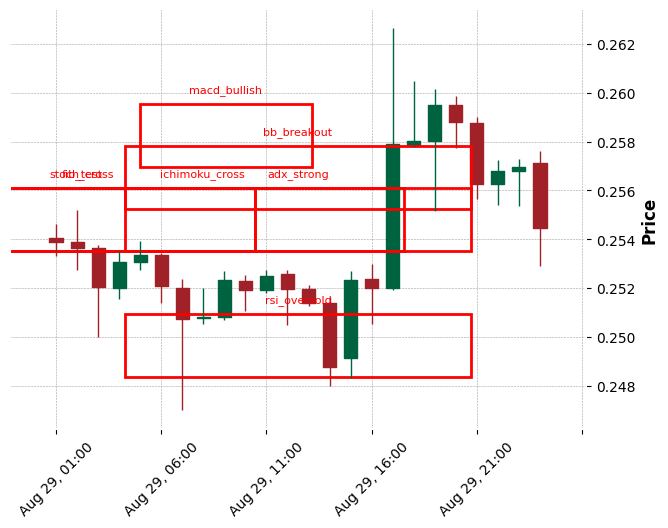 macd_bullish
bb_breakout
fib_test
ichimoku_cross
adx_strong
rsi_oversold
0.262
0.260
0.258
0.256
0.254
0.252
0.250
0.248
Price
Aug 29, 01:00
Aug 29, 06:00
Aug 29, 11:00
Aug 29, 16:00
Aug 29, 21:00